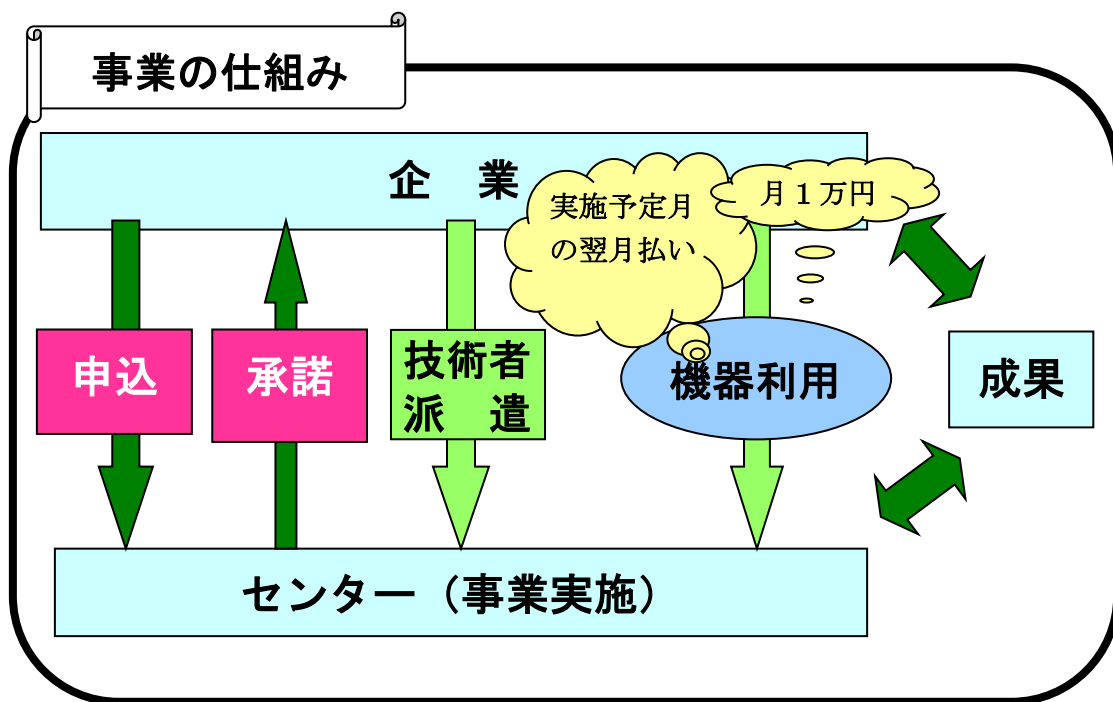 事業の仕組み
企　業
実施予定月
の翌月払い
月１万円
申込
承諾
技術者
派　遣
機器利用
成果
センター（事業実施）